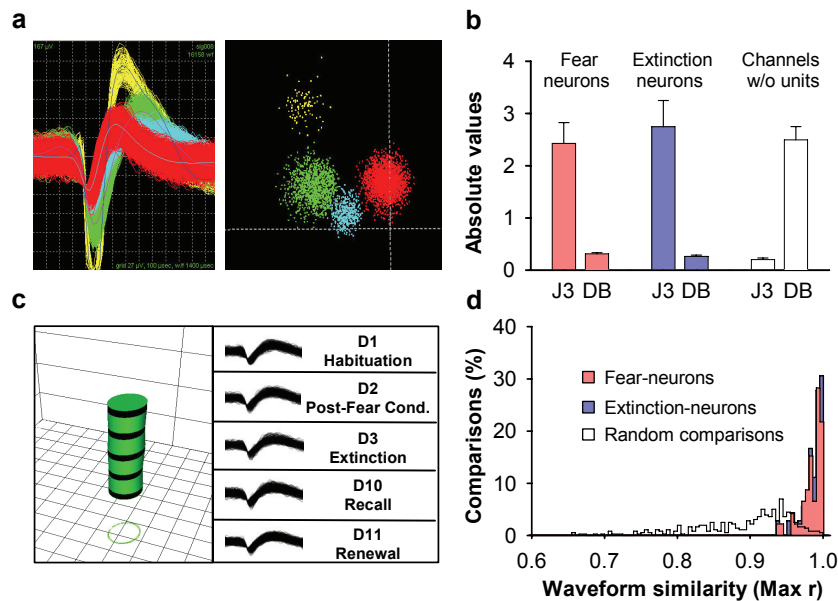 a
167 µV
sig008
16158 wf
grid 27 µV, 100 µsec, wf# 1400 µsec
b
Fear neurons
Extinction neurons
Channels w/o units
Absolute values
4
3
2
1
0
J3 DB
J3 DB
J3 DB
c
D1
Habituation
D2
Post-Fear Cond.
D3
Extinction
D10
Recall
D11
Renewal
d
Comparisons (%)
40
30
20
10
0
Fear-neurons
Extinction-neurons
Random comparisons
0.6 0.7 0.8 0.9 1.0
Waveform similarity (Max r)